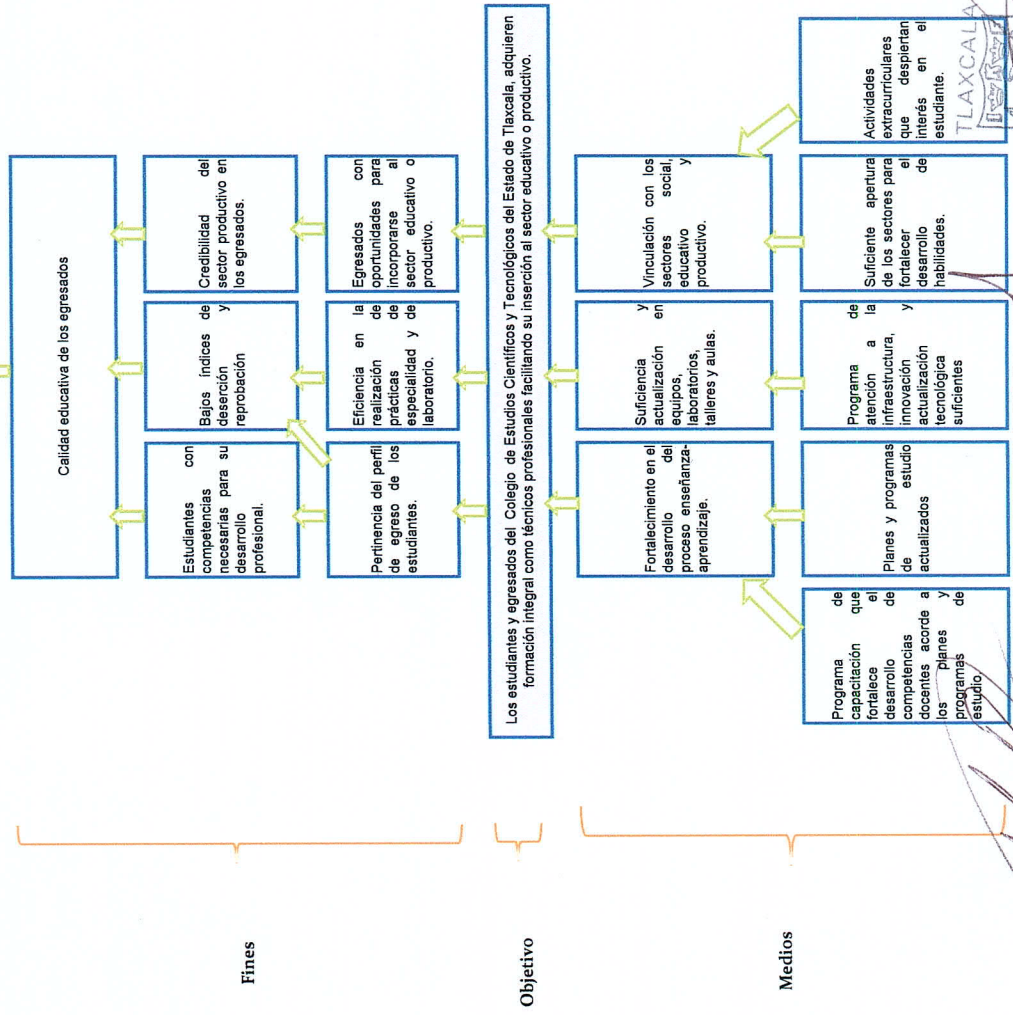 Calidad educativa de los egresados
Fines
Estudiantes con
competencias
necesarias para su
desarrollo
profesional.
Bajos índices de
deserción y
reprobación
Credibilidad del
sector productivo en
los egresados.
Pertinencia del perfil
de egreso de los
estudiantes.
Eficiencia en la
realización de
prácticas de
especialidad y de
laboratorio.
Egresados con
oportunidades para
incorporarse al
sector educativo o
productivo.
Objetivo
Los estudiantes y egresados del Colegio de Estudios Científicos y Tecnológicos del Estado de Tlaxcala, adquieren
formación integral como técnicos profesionales facilitando su inserción al sector educativo o productivo.
Medios
Fortalecimiento en el
desarrollo del
proceso enseñanza-
aprendizaje.
Suficiencia y
actualización en
equipos,
laboratorios,
talleres y aulas.
Vinculación con los
sectores social,
educativo y
productivo.
Programa de
capacitación que
fortalece el
desarrollo de
competencias
docentes acorde a
los planes y
programas de
estudio.
Planes y programas
de estudio
actualizados
Programa de
atención a la
infraestructura,
innovación y
actualización
tecnológica
suficientes
Suficiente apertura
de los sectores para
fortalecer el
desarrollo de
habilidades.
Actividades
extracurriculares
que despiertan
interés en el
estudiante.
TLAXCALA